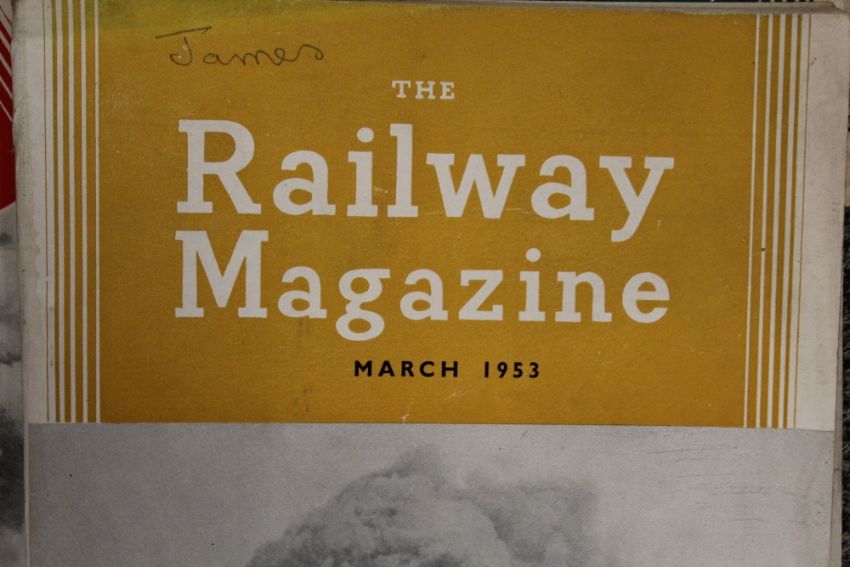 James
THE
Railway
Magazine
MARCH 1953